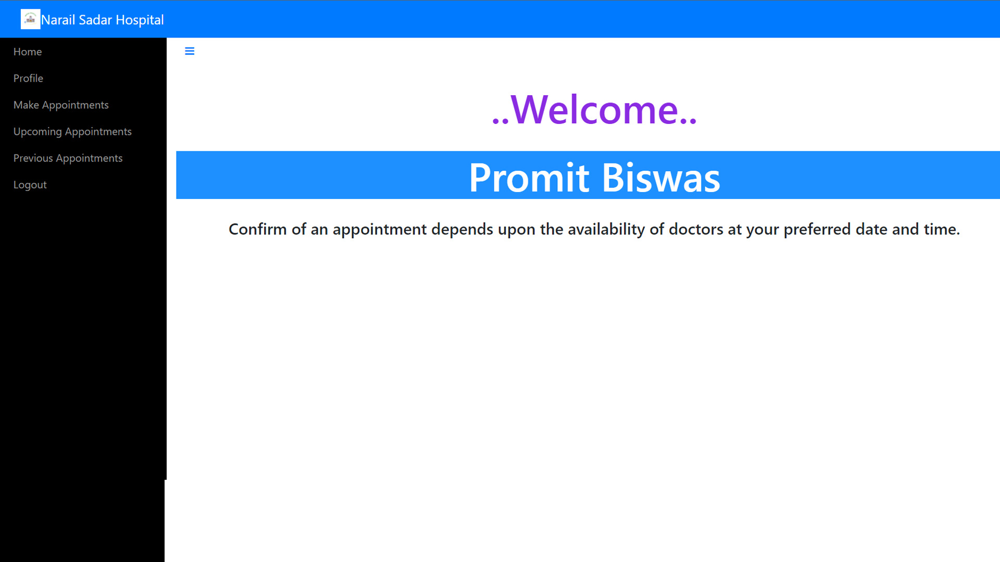 Narail Sadar Hospital
Home
Profile
Make Appointments
Upcoming Appointments
Previous Appointments
Logout
..Welcome..
Promit Biswas
Confirm of an appointment depends upon the availability of doctors at your preferred date and time.